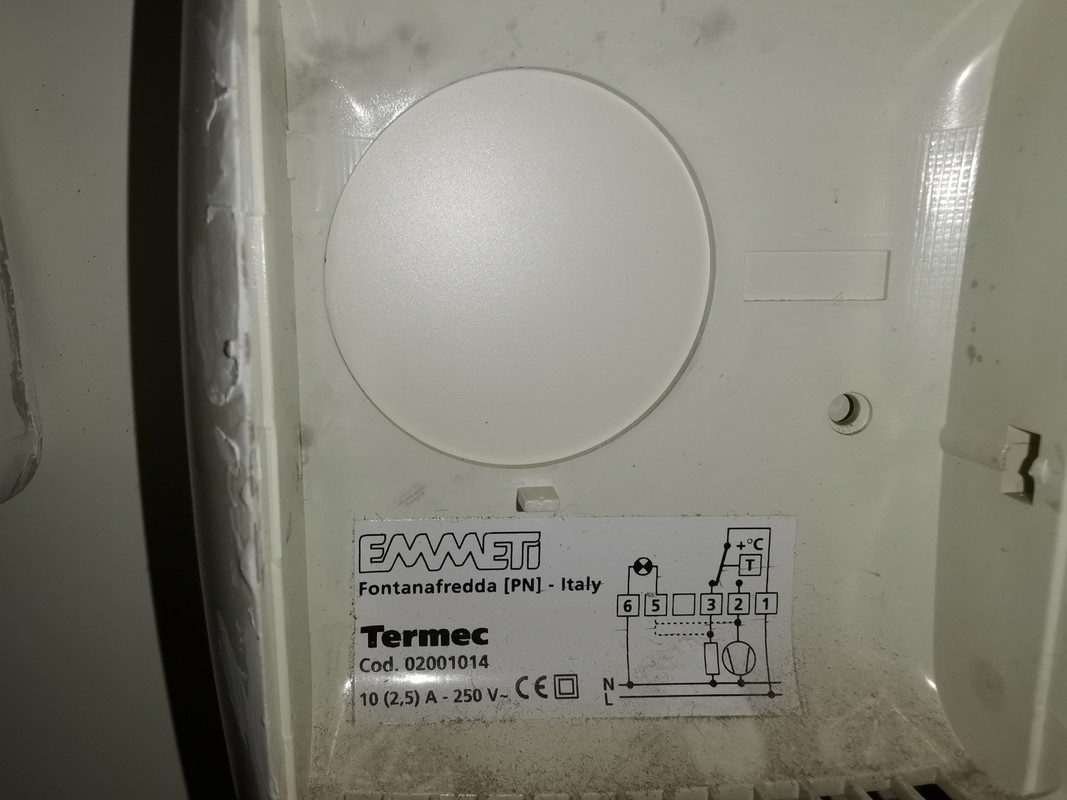 EMMETi
Fontanafredda [PN] - Italy
Termec
Cod. 02001014
10 (2,5) A - 250 V~ CE
+°C
T
6 5 3 2 1
N
L